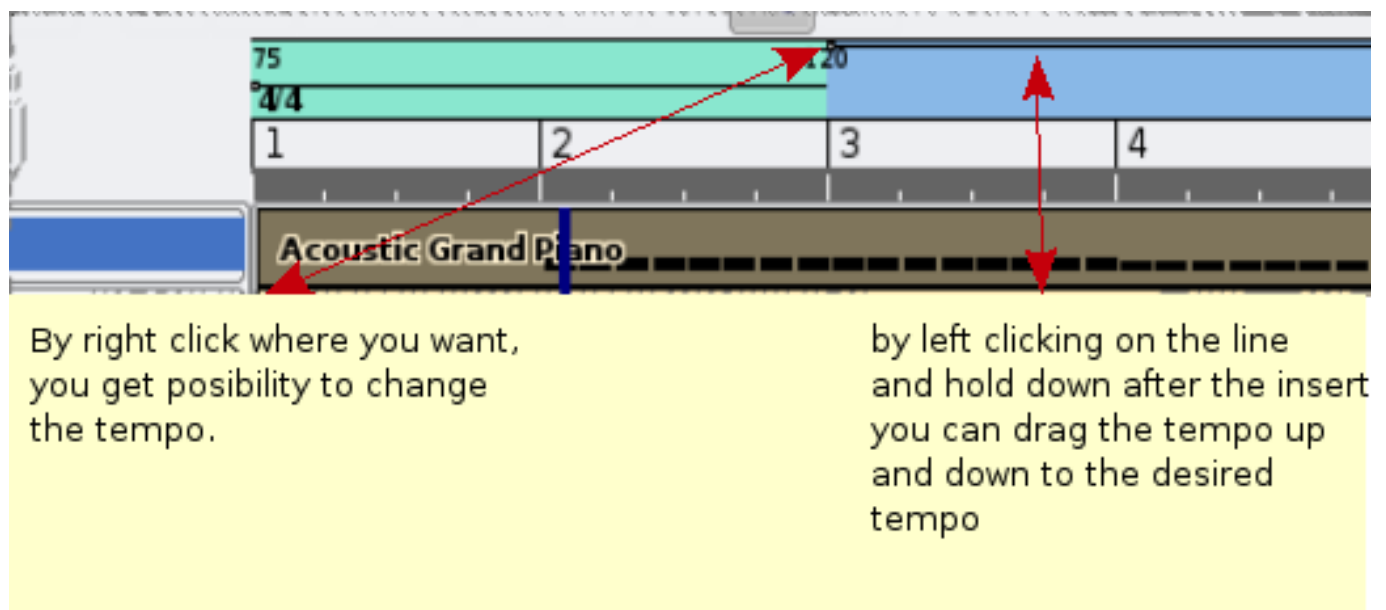 75 120
4/4
1 2 3 4
Acoustic Grand Piano
By right click where you want,
you get posibility to change
the tempo.
by left clicking on the line
and hold down after the insert
you can drag the tempo up
and down to the desired
tempo